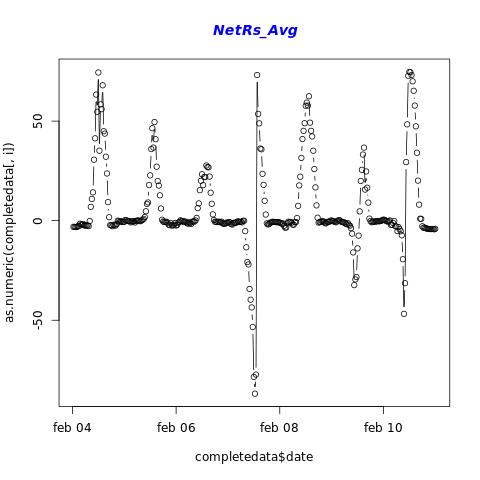 NetRs_Avg
as.numeric(completedata[, i])
50
0
-50
feb 04
feb 06
feb 08
feb 10
completedata$date